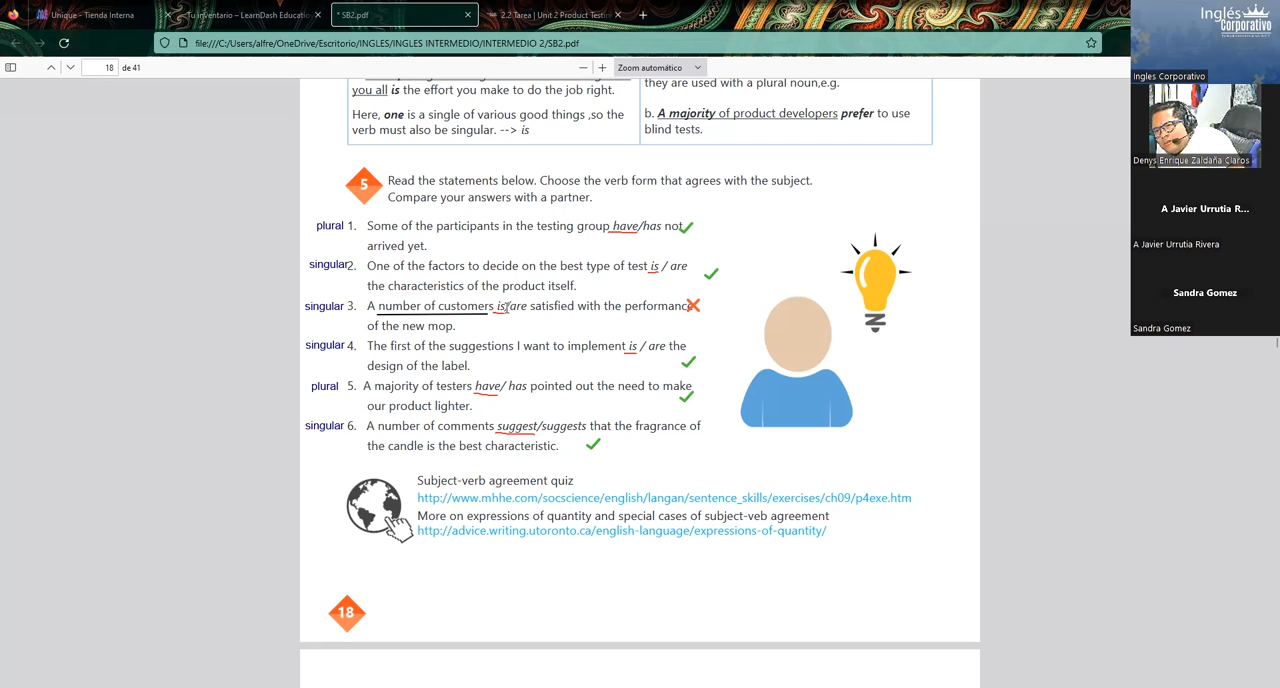 Unique - Tienda Interna
Tu inventario – LearnDash Educatio
* SB2.pdf
2.2 Tarea | Unit 2 Product Testin
file:///C:/Users/alfre/OneDrive/Escritorio/INGLES/INGLES INTERMEDIO/INTERMEDIO 2/SB2.pdf
18 de 41
Zoom automático
you all is the effort you make to do the job right.
Here, one is a single of various good things ,so the
verb must also be singular. --> is
they are used with a plural noun,e.g.
b. A majority of product developers prefer to use
blind tests.
5 Read the statements below. Choose the verb form that agrees with the subject.
Compare your answers with a partner.
plural 1. Some of the participants in the testing group have/has not
arrived yet.
singular 2. One of the factors to decide on the best type of test is / are
the characteristics of the product itself.
singular 3. A number of customers is/are satisfied with the performance
of the new mop.
singular 4. The first of the suggestions I want to implement is / are the
design of the label.
plural 5. A majority of testers have/ has pointed out the need to make
our product lighter.
singular 6. A number of comments suggest/suggests that the fragrance of
the candle is the best characteristic.
Subject-verb agreement quiz
http://www.mhhe.com/socscience/english/langan/sentence_skills/exercises/ch09/p4exe.htm
More on expressions of quantity and special cases of subject-veb agreement
http://advice.writing.utoronto.ca/english-language/expressions-of-quantity/
18
Inglés
Corporativo
Ingles Corporativo
Denys Enrique Zaldaña Claros
A Javier Urrutia R...
A Javier Urrutia Rivera
Sandra Gomez
Sandra Gomez